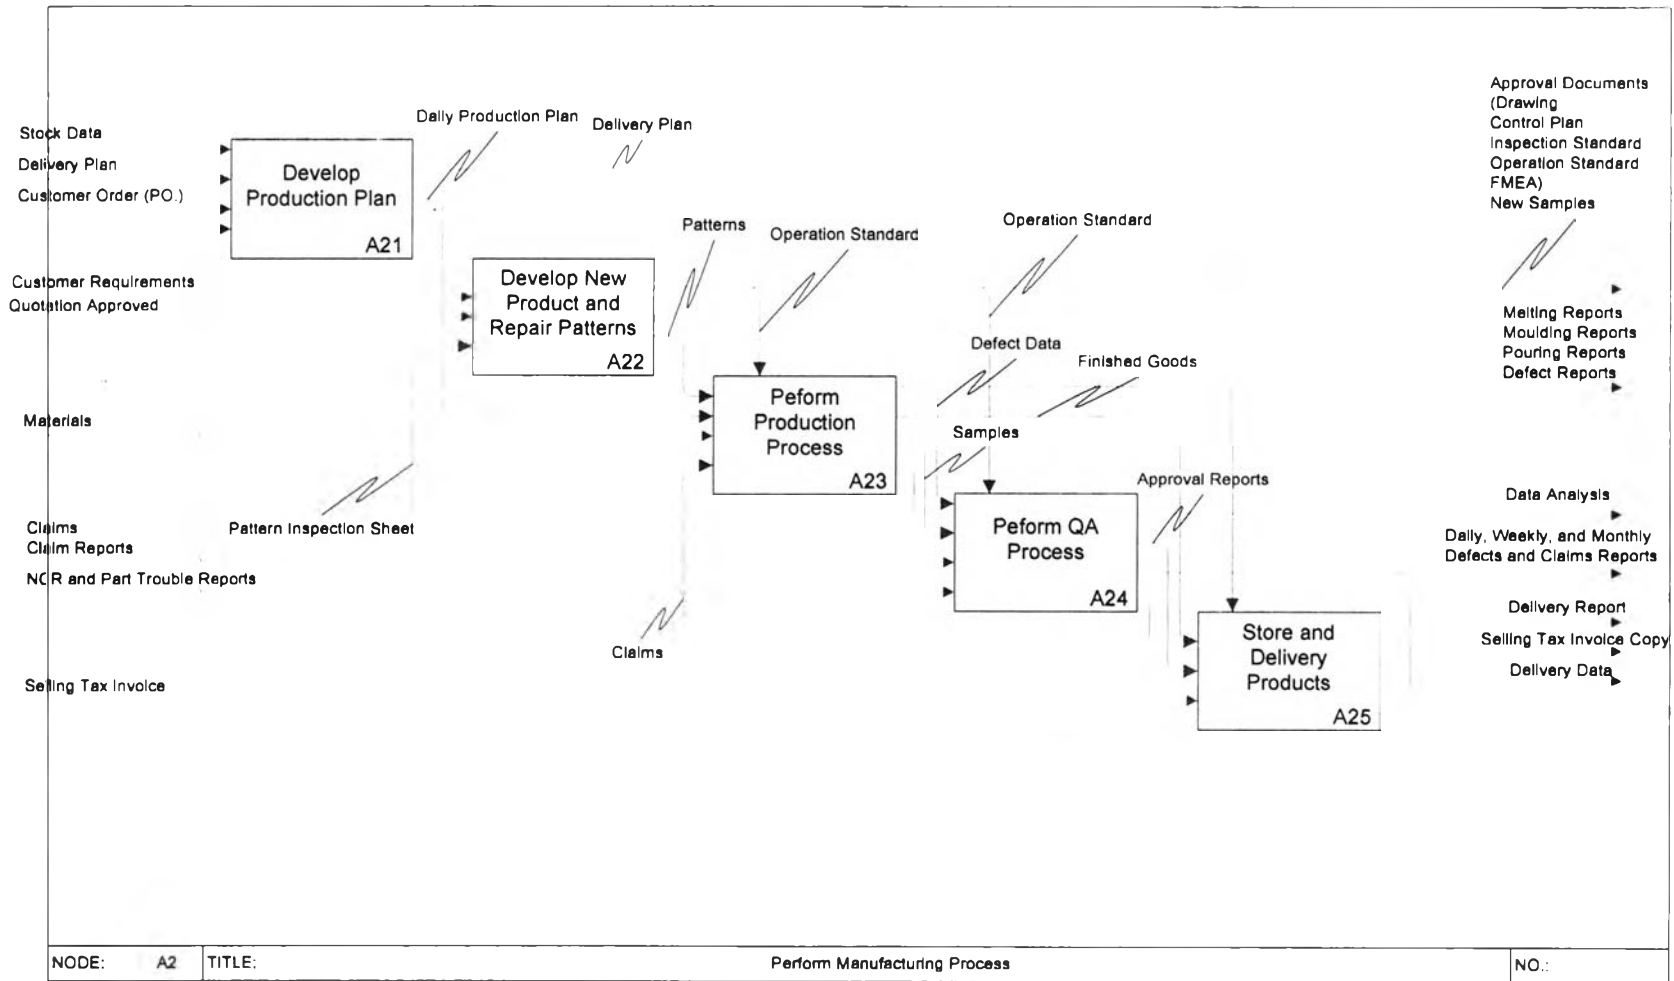 Approval Documents
(Drawing
Control Plan
Inspection Standard
Operation Standard
FMEA)
New Samples
Daily Production Plan
Delivery Plan
Stock Data
Delivery Plan
Customer Order (PO.)
Develop
Production Plan
A21
Patterns
Operation Standard
Operation Standard
Customer Requirements
Quotation Approved
Develop New
Product and
Repair Patterns
A22
Melting Reports
Moulding Reports
Pouring Reports
Defect Reports
Defect Data
Finished Goods
Peform
Production
Process
A23
Materials
Samples
Approval Reports
Data Analysis
Claims
Claim Reports
NCR and Part Trouble Reports
Pattern Inspection Sheet
Peform QA
Process
A24
Daily, Weekly, and Monthly
Defects and Claims Reports
Delivery Report
Selling Tax Invoice Copy
Delivery Data
Claims
Store and
Delivery
Products
A25
Selling Tax Invoice
NODE: A2
TITLE:
Perform Manufacturing Process
NO.: